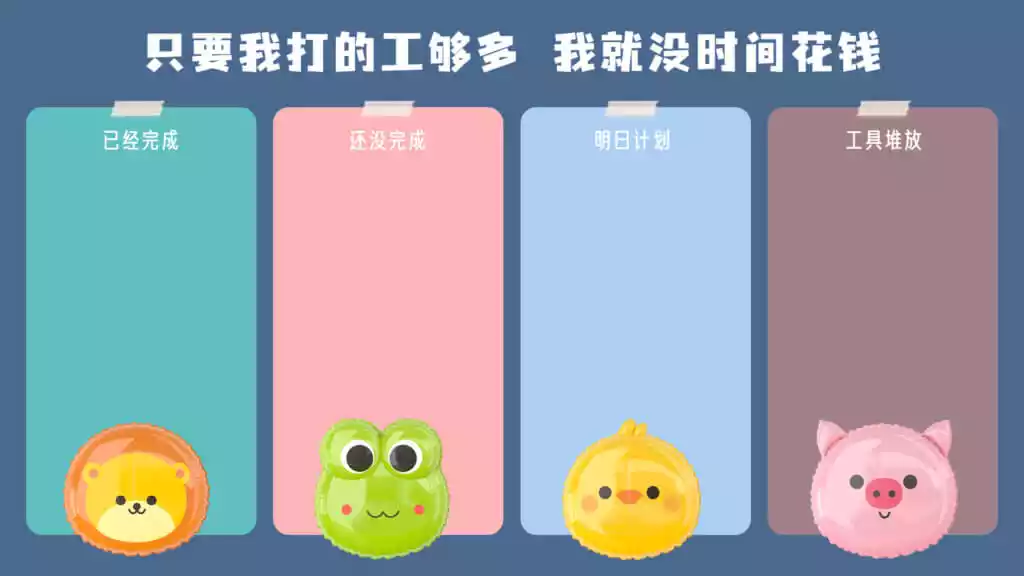 只要我打的工够多 我就没时间花钱
已经完成
还没完成
明日计划
工具堆放